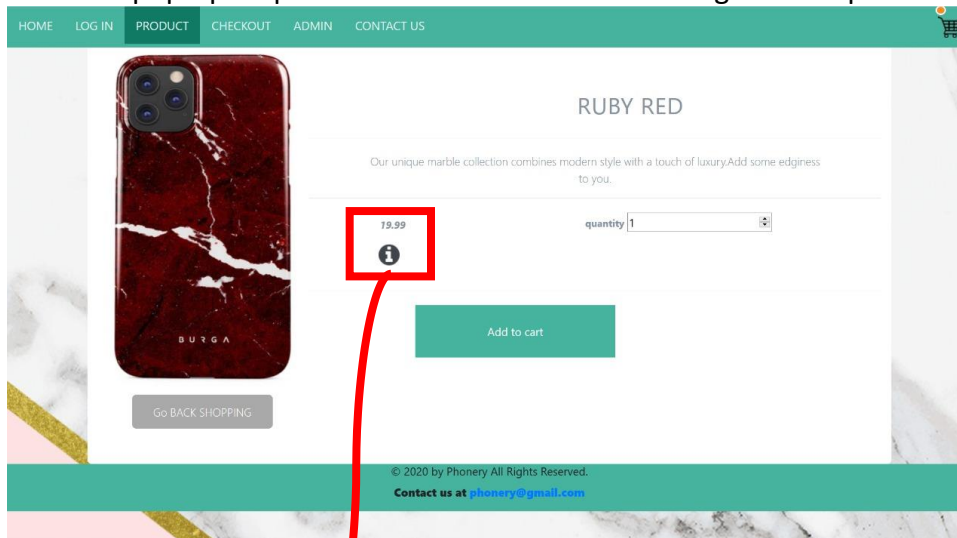 HOME LOG IN PRODUCT CHECKOUT ADMIN CONTACT US
RUBY RED
Our unique marble collection combines modern style with a touch of luxury.Add some edginess
to you.
19.99
quantity 1
BURGA
Add to cart
Go BACK SHOPPING
© 2020 by Phonery All Rights Reserved.
Contact us at phonery@gmail.com